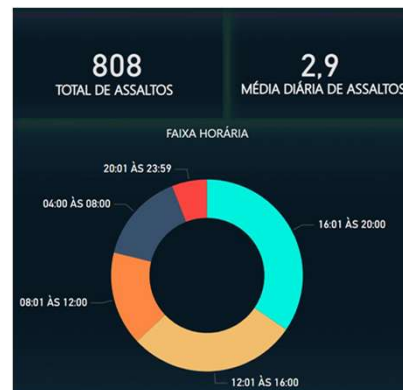 808
TOTAL DE ASSALTOS
2,9
MÉDIA DIÁRIA DE ASSALTOS
FAIXA HORÁRIA
20:01 ÀS 23:59
04:00 ÀS 08:00
16:01 ÀS 20:00
08:01 ÀS 12:00
12:01 ÀS 16:00